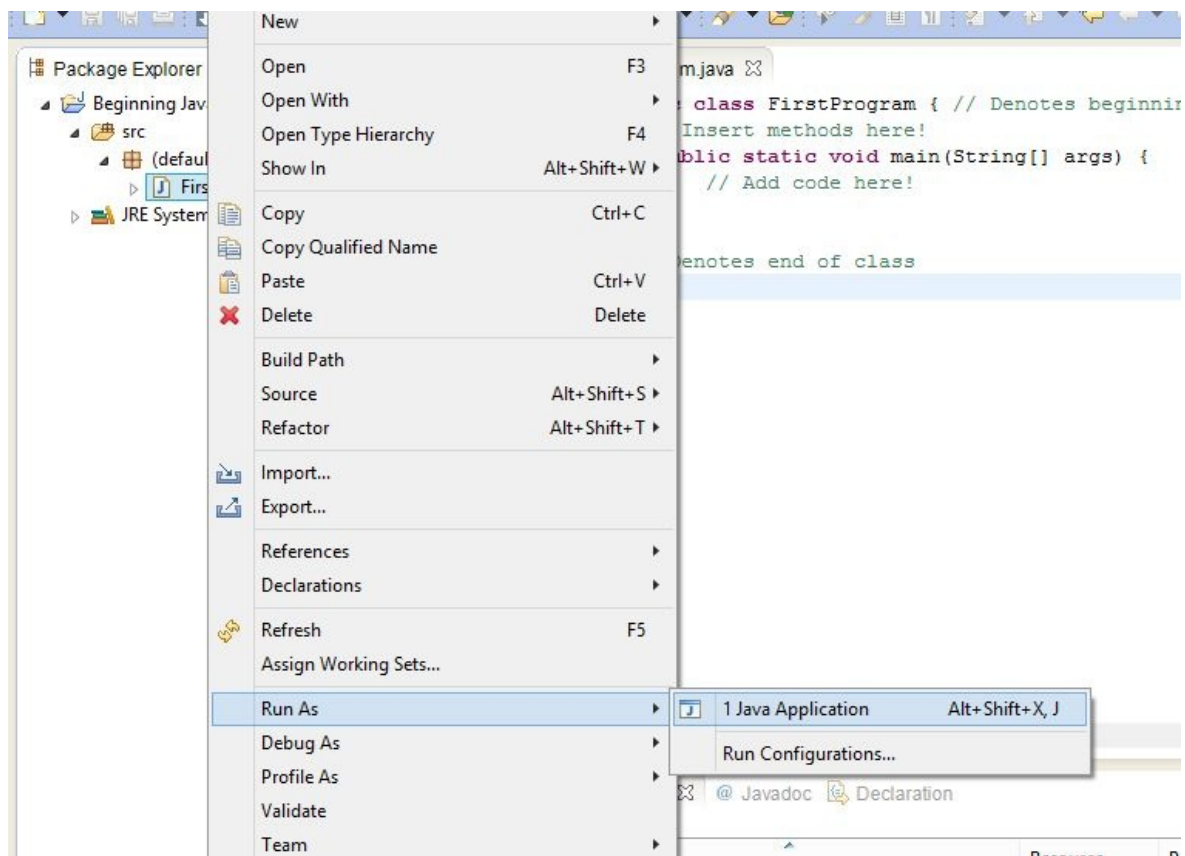 New
Package Explorer
Open F3
m.java
Beginning Jav
Open With
class FirstProgram { // Denotes beginnin
src
Open Type Hierarchy F4
Insert methods here!
(defaul
Show In Alt+Shift+W
blic static void main(String[] args) {
Firs
// Add code here!
JRE System
Copy Ctrl+C
Copy Qualified Name
enotes end of class
Paste Ctrl+V
Delete Delete
Build Path
Source Alt+Shift+S
Refactor Alt+Shift+T
Import...
Export...
References
Declarations
Refresh F5
Assign Working Sets...
Run As
1 Java Application Alt+Shift+X, J
Debug As
Run Configurations...
Profile As
@ Javadoc Declaration
Validate
Team